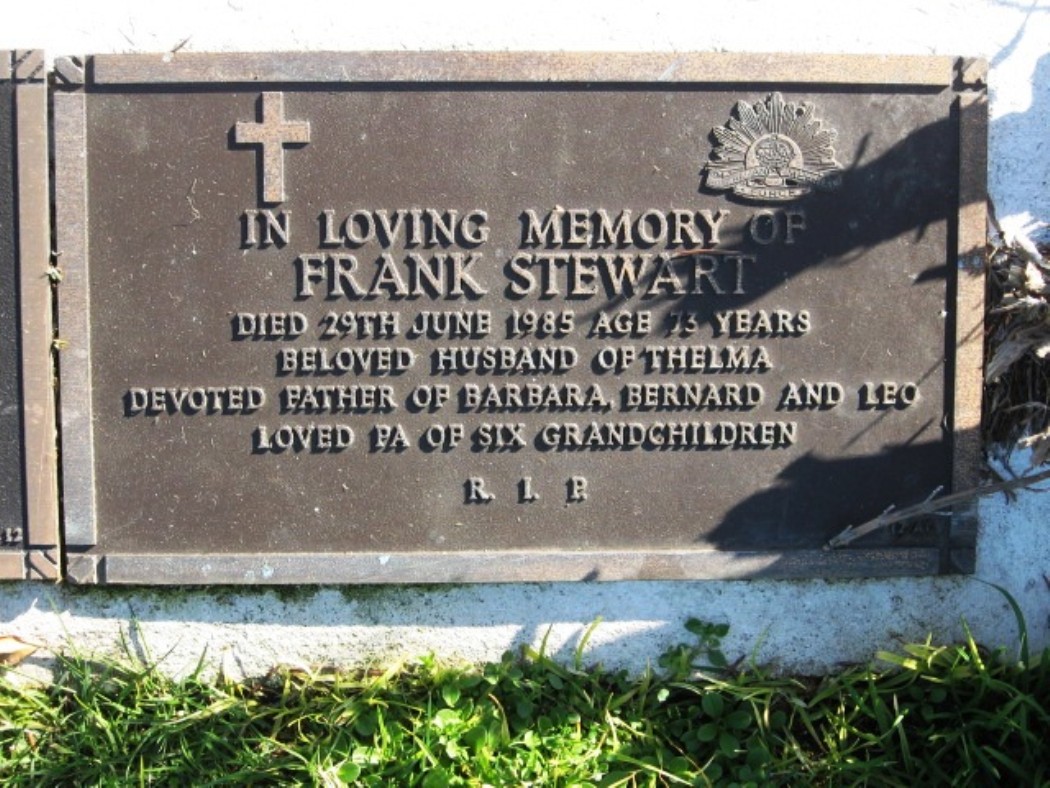 IN LOVING MEMORY OF
FRANK STEWART
DIED 29TH JUNE 1985 AGE 73 YEARS
BELOVED HUSBAND OF THELMA
DEVOTED FATHER OF BARBARA, BERNARD AND LEO
LOVED PA OF SIX GRANDCHILDREN
R. I. P.